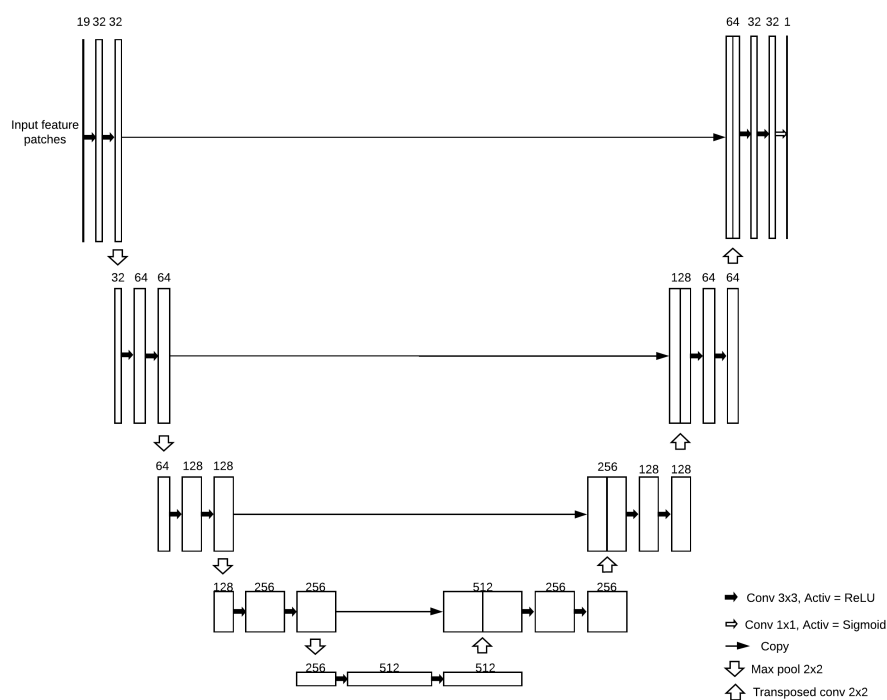 19 32 32
64 32 32 1
Input feature
patches
32 64 64
128 64 64
64 128 128
256 128 128
128 256 256
512 256 256
256 512 512
Conv 3x3, Activ = ReLU
Conv 1x1, Activ = Sigmoid
Copy
Max pool 2x2
Transposed conv 2x2